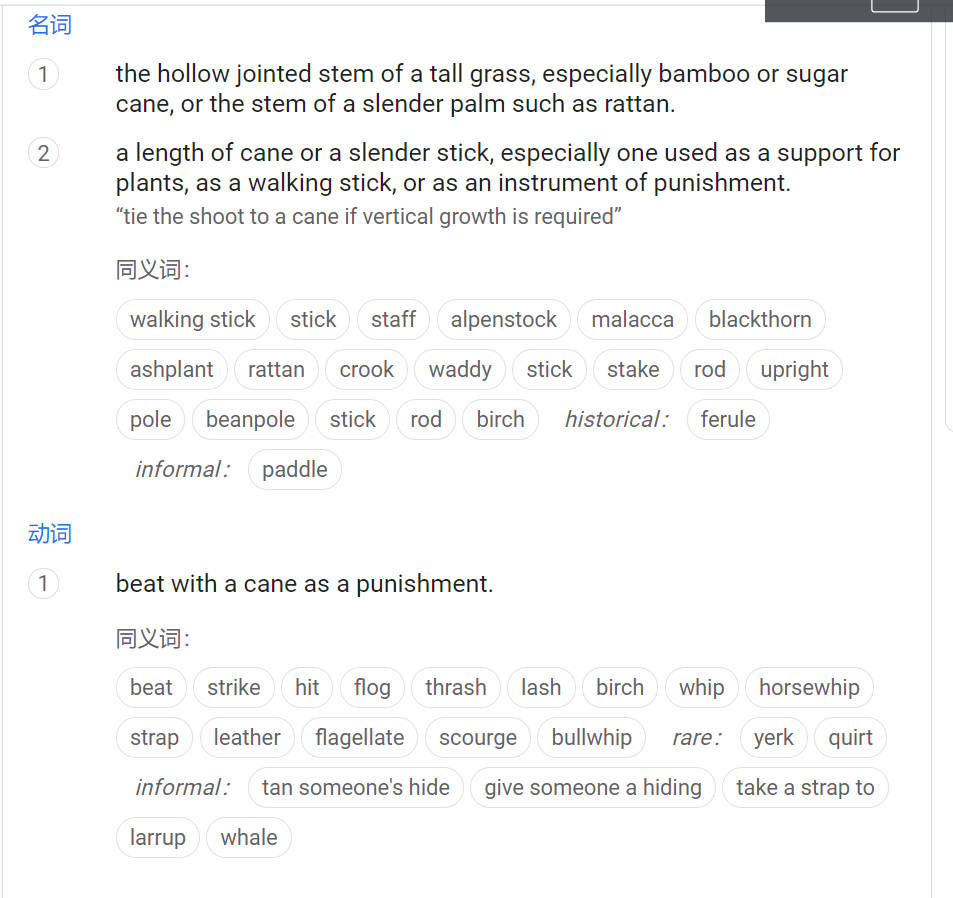 名词
1 the hollow jointed stem of a tall grass, especially bamboo or sugar
cane, or the stem of a slender palm such as rattan.
2 a length of cane or a slender stick, especially one used as a support for
plants, as a walking stick, or as an instrument of punishment.
“tie the shoot to a cane if vertical growth is required”
同义词：
walking stick stick staff alpenstock malacca blackthorn
ashplant rattan crook waddy stick stake rod upright
pole beanpole stick rod birch historical： ferule
informal： paddle
动词
1 beat with a cane as a punishment.
同义词：
beat strike hit flog thrash lash birch whip horsewhip
strap leather flagellate scourge bullwhip rare： yerk quirt
informal： tan someone's hide give someone a hiding take a strap to
larrup whale